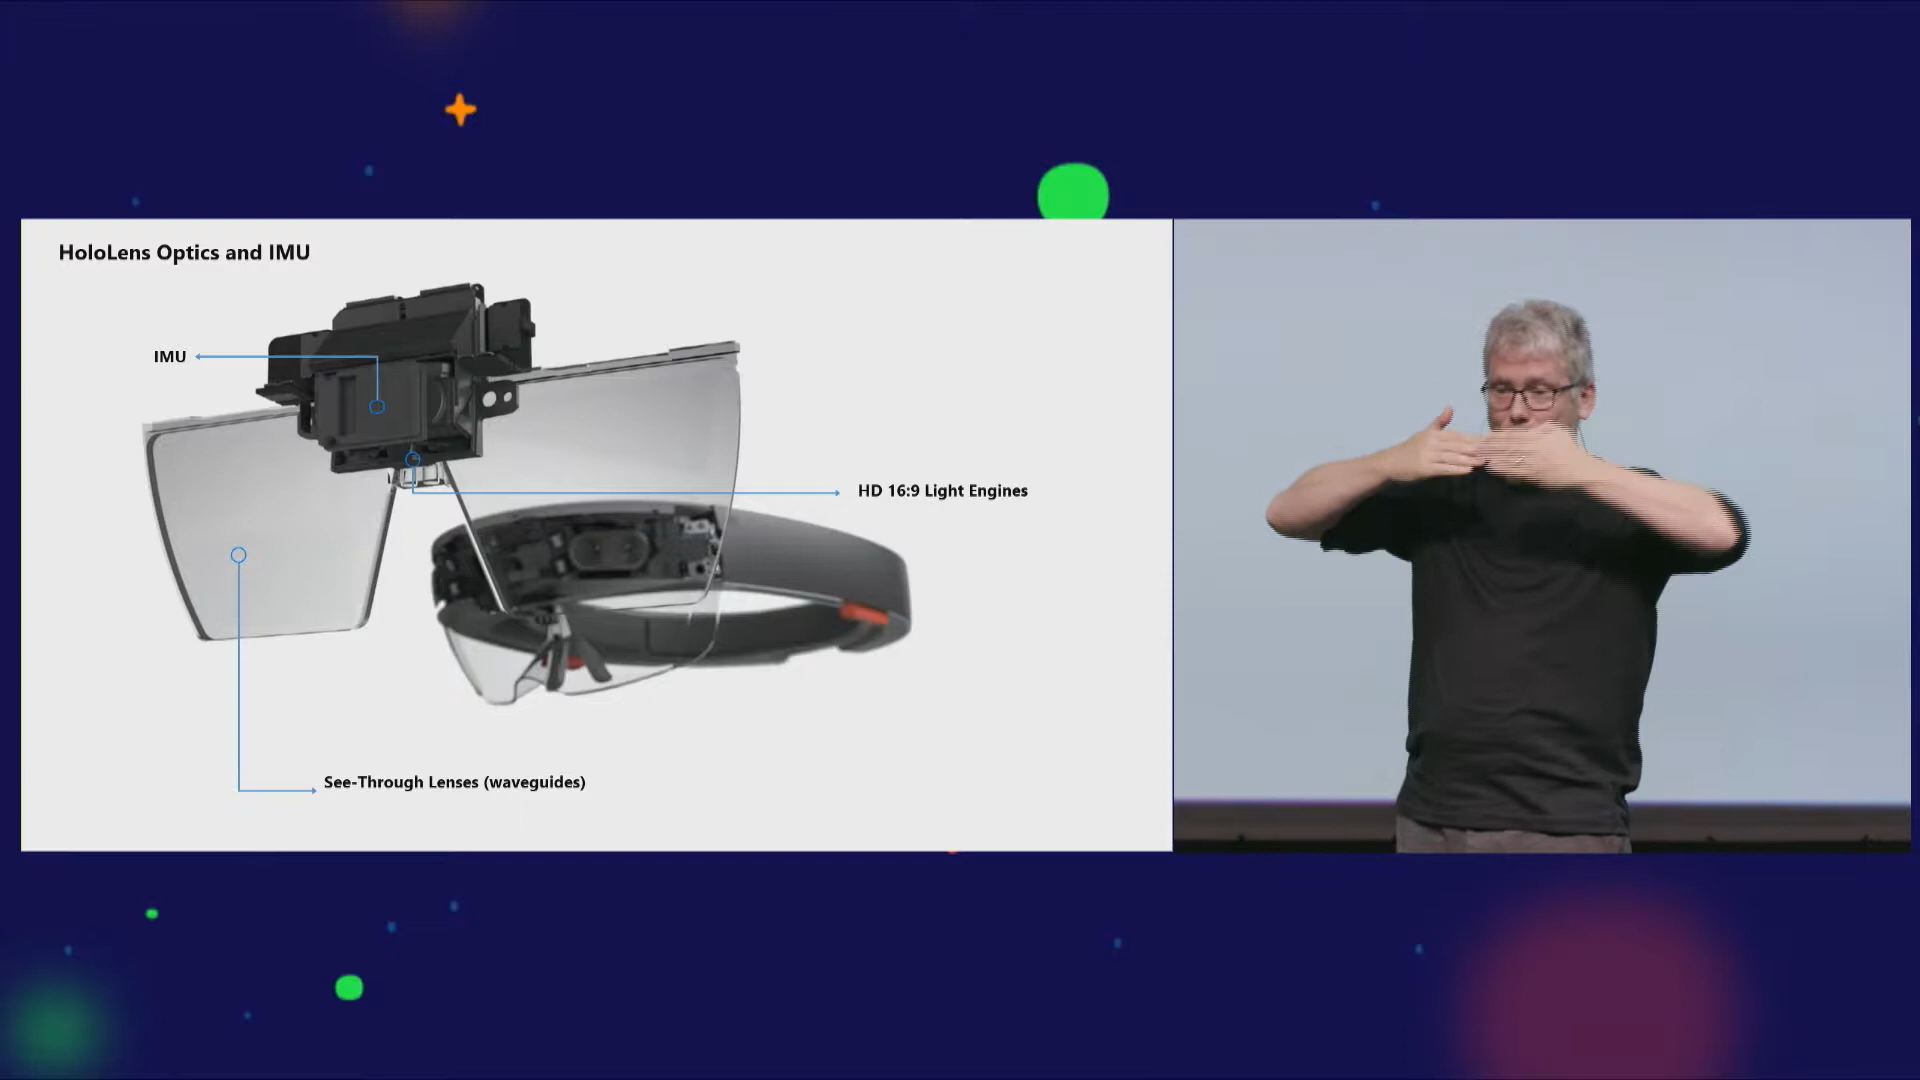 HoloLens Optics and IMU
IMU
HD 16:9 Light Engines
See-Through Lenses (waveguides)